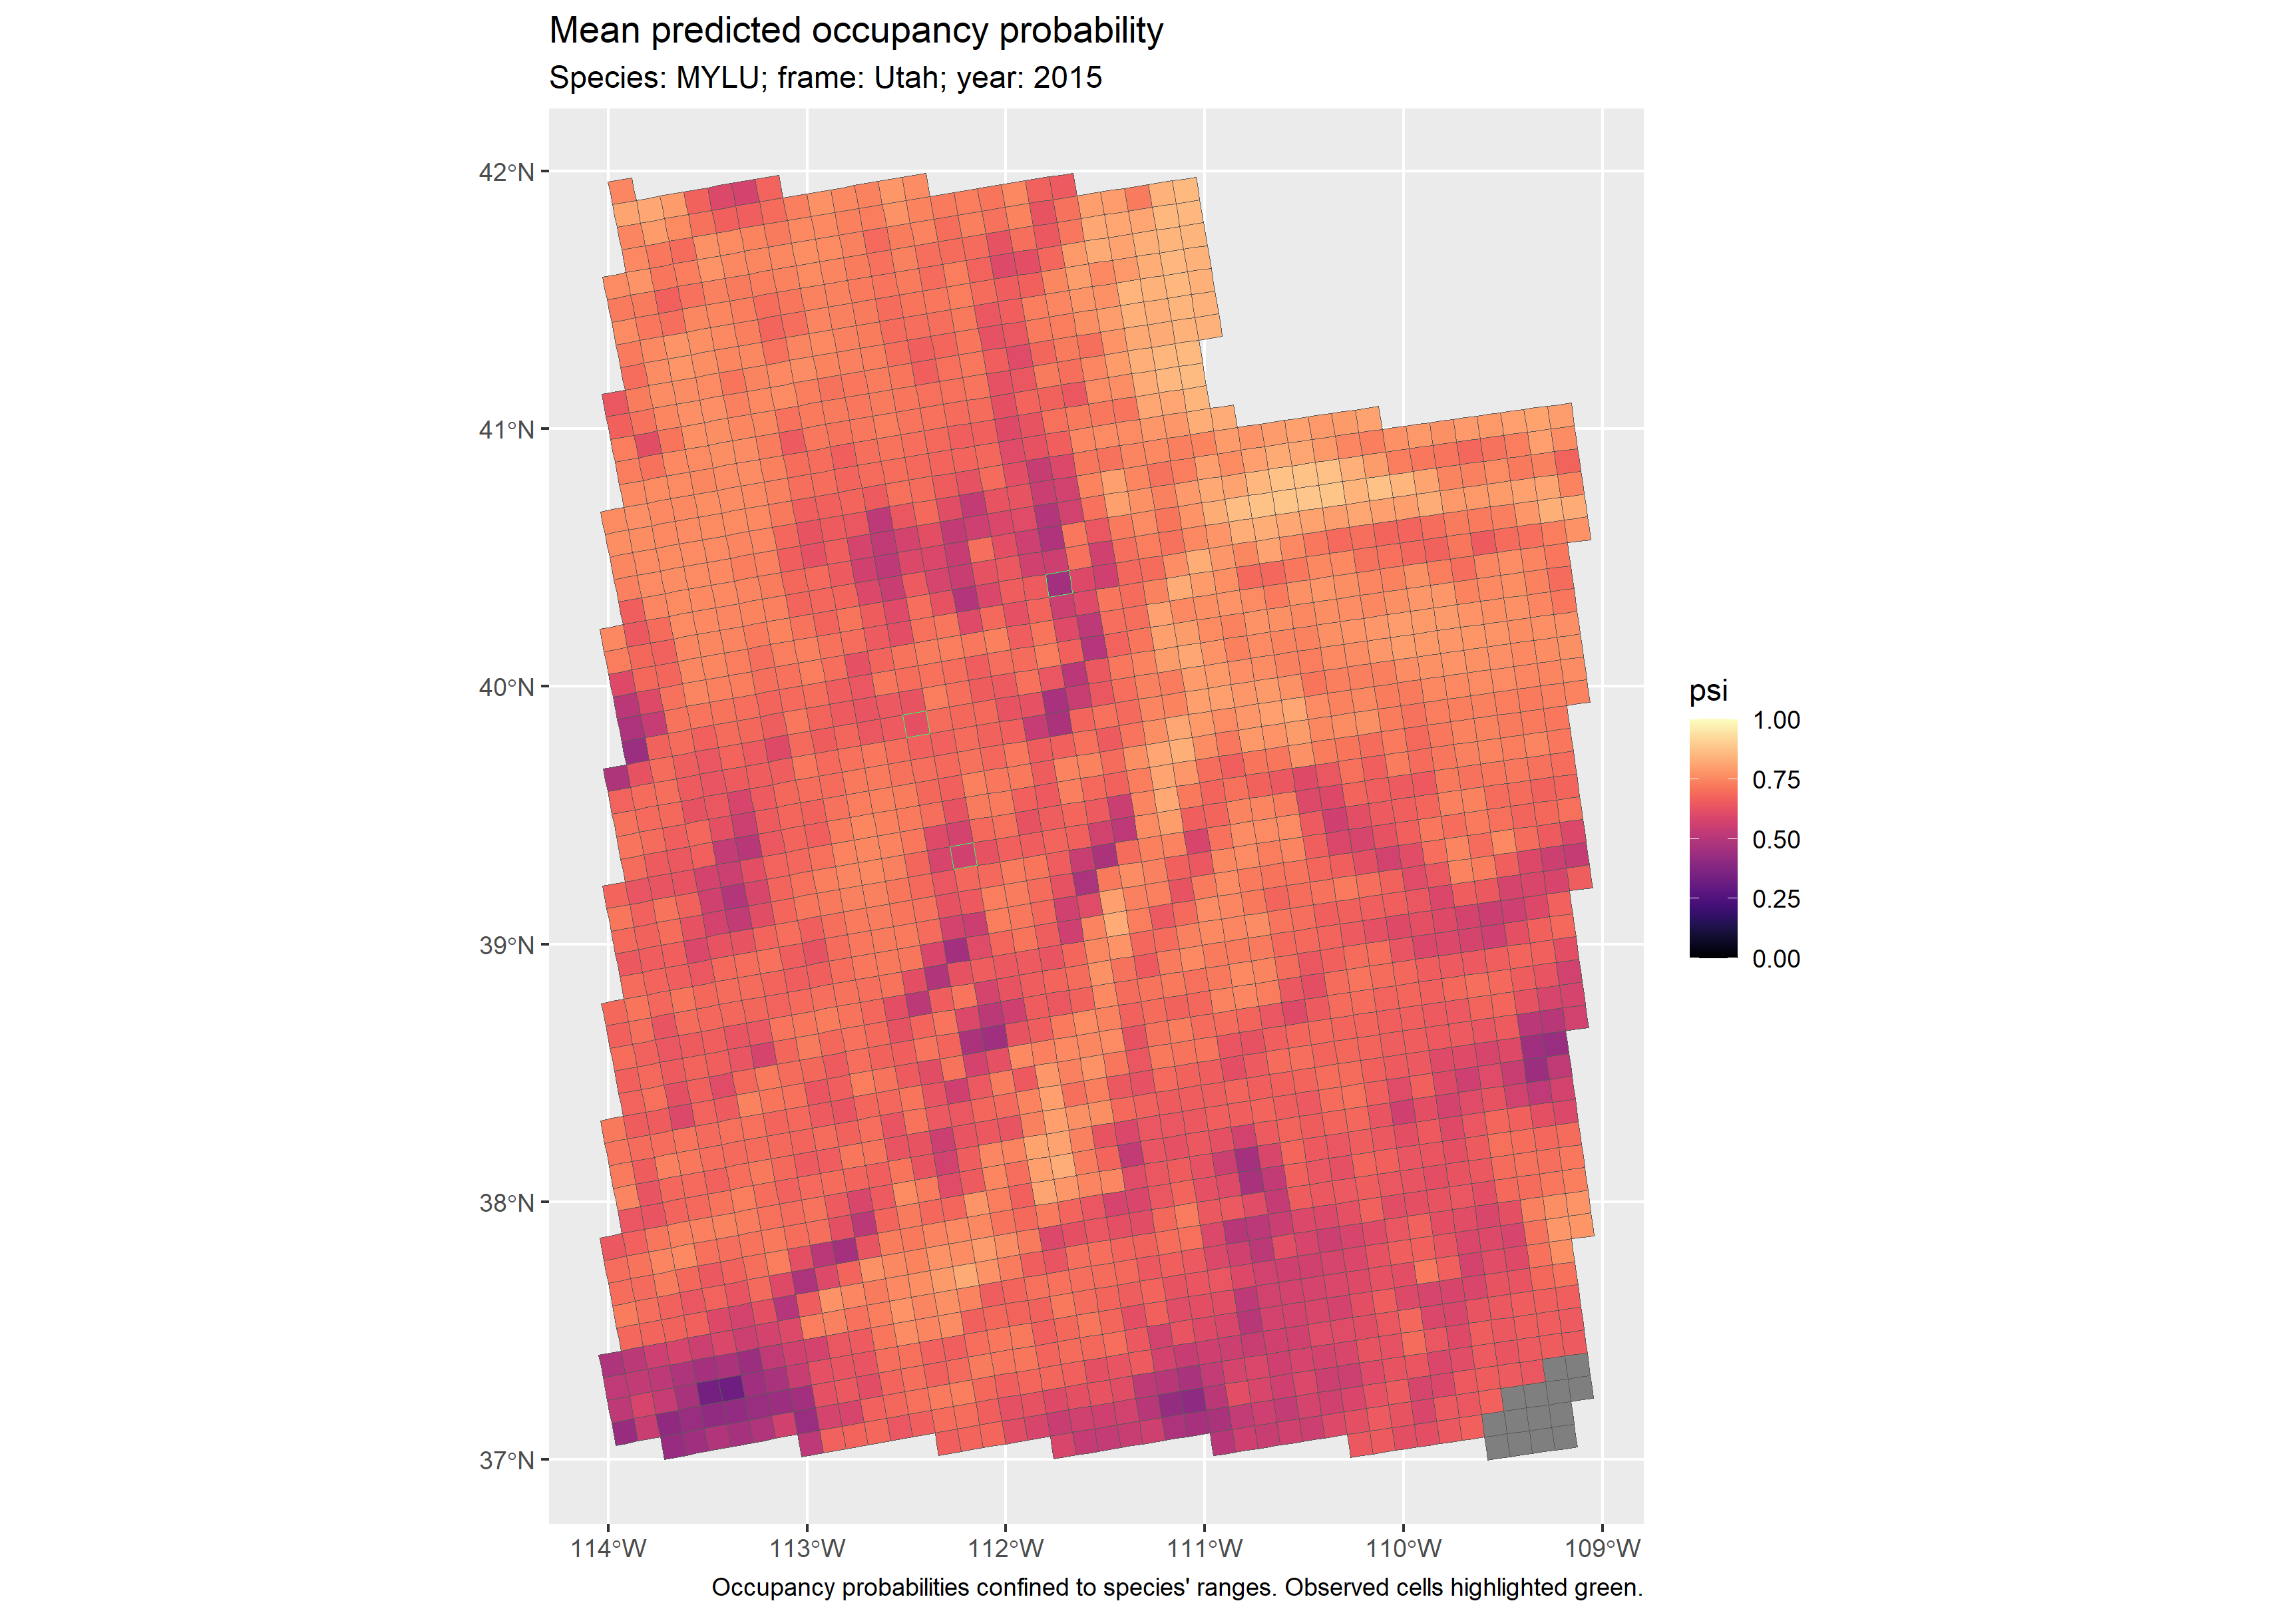 Mean predicted occupancy probability
Species: MYLU; frame: Utah; year: 2015
42°N
41°N
40°N
39°N
38°N
37°N
114°W
113°W
112°W
111°W
110°W
109°W
psi
1.00
0.75
0.50
0.25
0.00
Occupancy probabilities confined to species' ranges. Observed cells highlighted green.